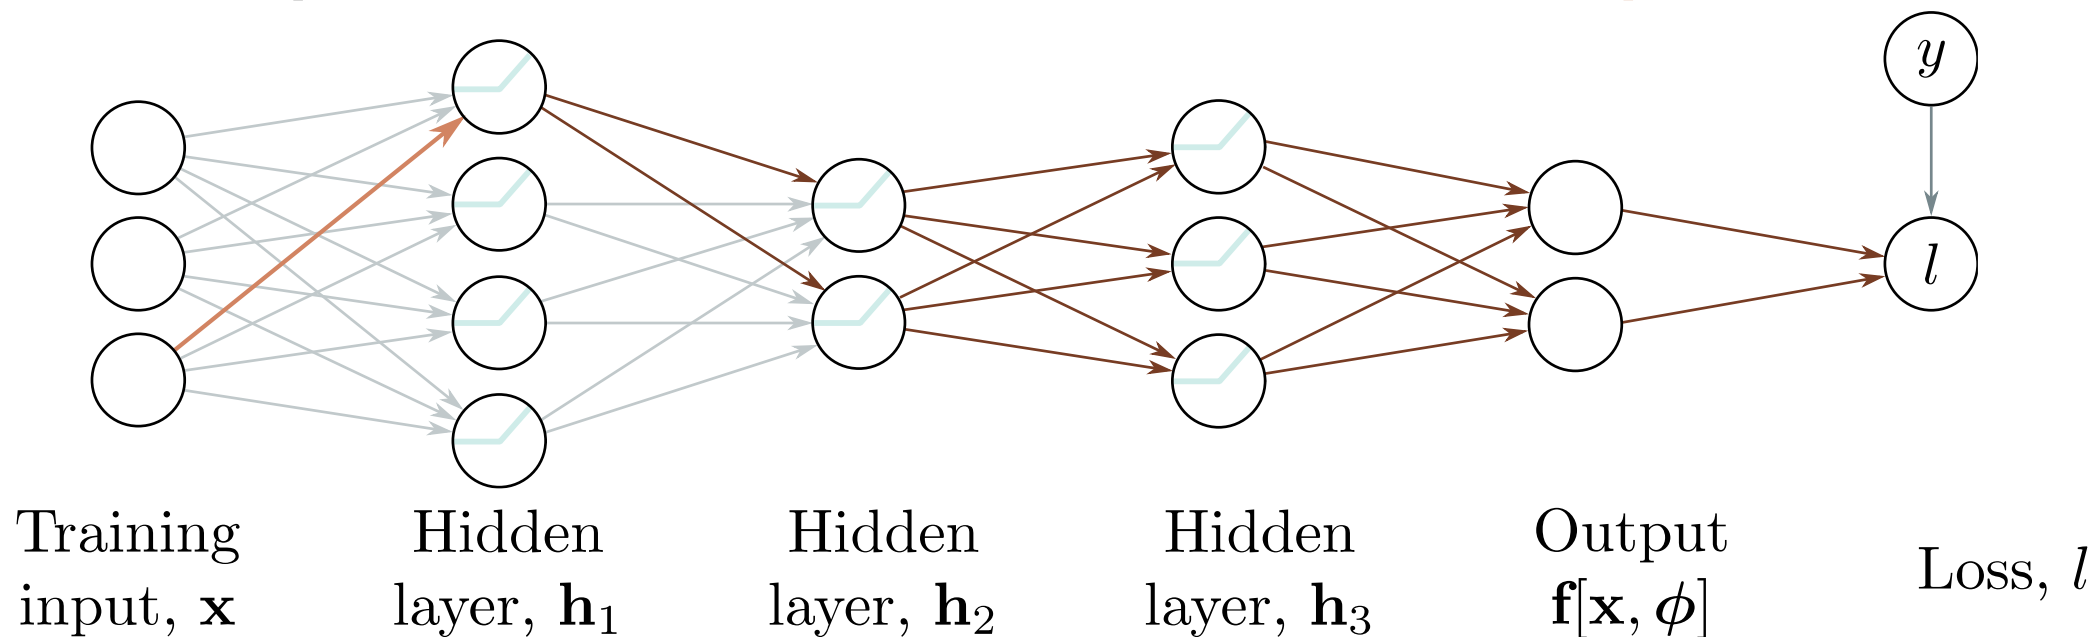 y
l
Training
input, x
Hidden
layer, h₁
Hidden
layer, h₂
Hidden
layer, h₃
Output
f[x, ϕ]
Loss, l